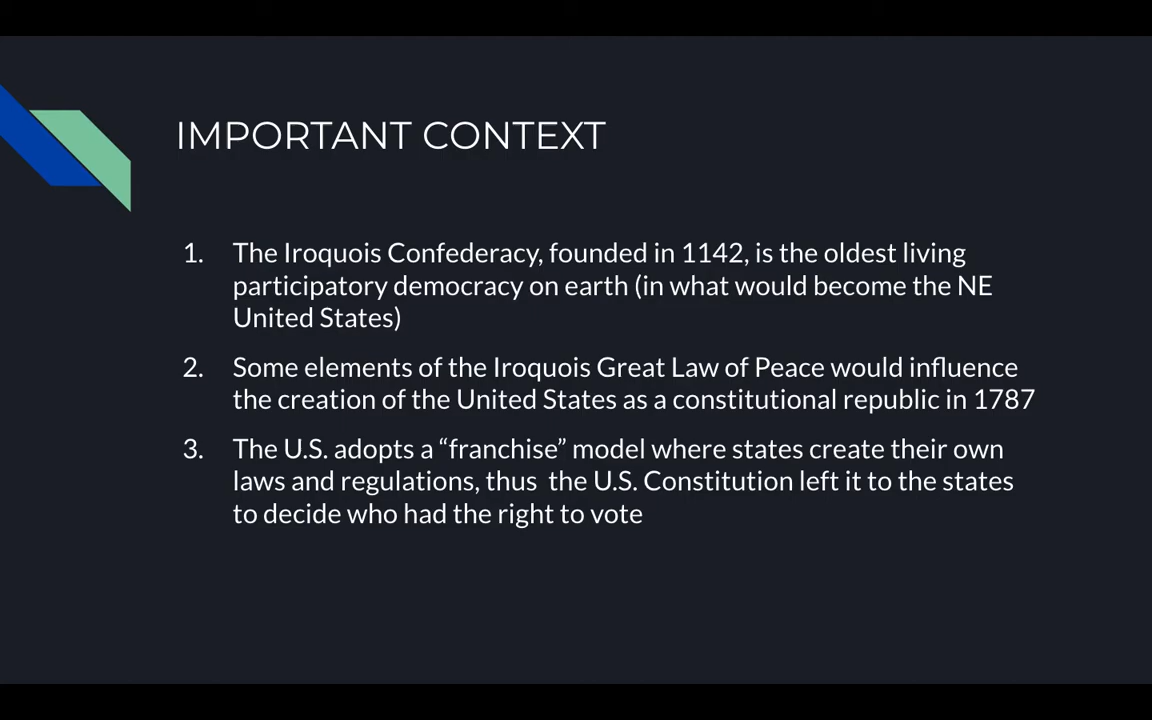 IMPORTANT CONTEXT
1. The Iroquois Confederacy, founded in 1142, is the oldest living
participatory democracy on earth (in what would become the NE
United States)
2. Some elements of the Iroquois Great Law of Peace would influence
the creation of the United States as a constitutional republic in 1787
3. The U.S. adopts a “franchise” model where states create their own
laws and regulations, thus  the U.S. Constitution left it to the states
to decide who had the right to vote